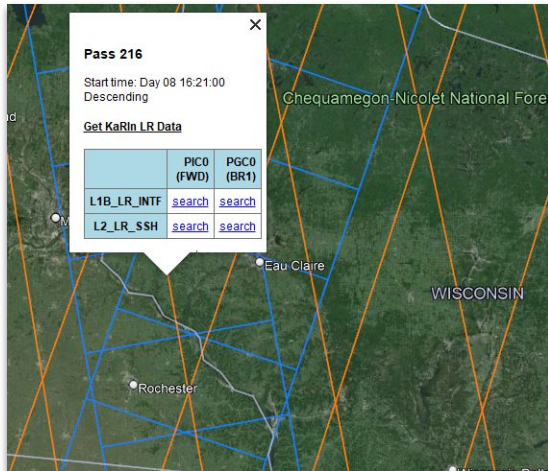 Pass 216
Start time: Day 08 16:21:00
Descending
Get KaRIn LR Data
PIC0 PGC0
(FWD) (BR1)
L1B_LR_INTF search search
L2_LR_SSH search search
Chequamegon-Nicolet National Fore
Eau Claire
WISCONSIN
Rochester